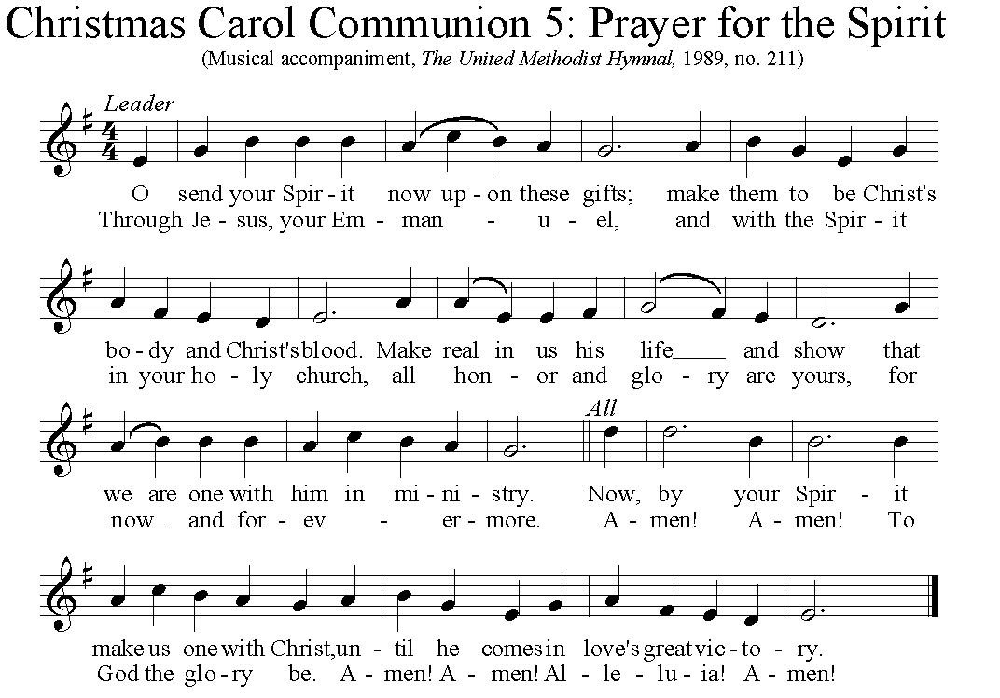 Christmas Carol Communion 5: Prayer for the Spirit
(Musical accompaniment, The United Methodist Hymnal, 1989, no. 211)
Leader
4
4
O send your Spir - it now up - on these gifts; make them to be Christ's
Through Je - sus, your Em - man - u - el, and with the Spir - it
bo - dy and Christ's blood. Make real in us his life____ and show that
in your ho - ly church, all hon - or and glo - ry are yours, for
All
we are one with him in mi - ni - stry. Now, by your Spir - it
now_ and for - ev - er - more. A - men! A - men! To
make us one with Christ, un - til he comes in love's great vic - to - ry.
God the glo - ry be. A - men! A - men! Al - le - lu - ia! A - men!